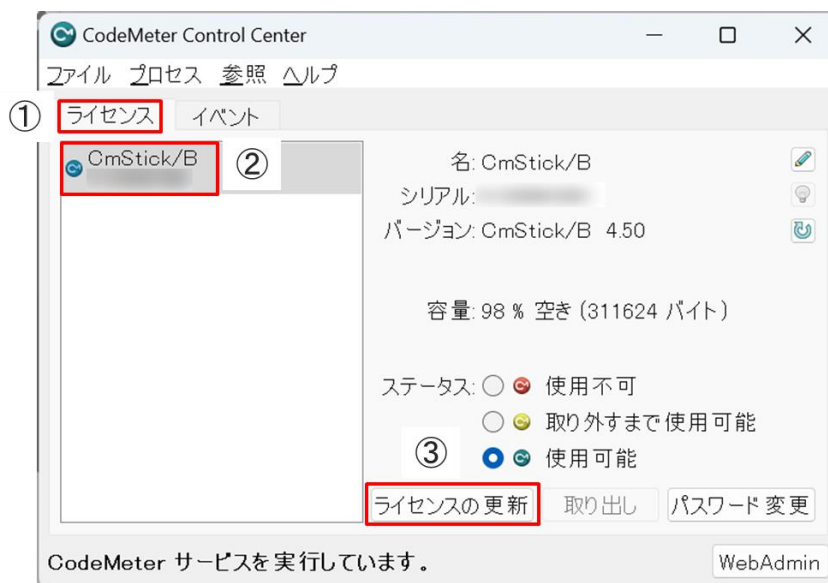 CodeMeter Control Center
ファイル プロセス 参照 ヘルプ
① ライセンス イベント
CmStick/B ②
名: CmStick/B
シリアル:
バージョン: CmStick/B 4.50
容量: 98 % 空き (311624 バイト)
ステータス: 使用不可
取り外すまで使用可能
③ 使用可能
ライセンスの更新 取り出し パスワード変更
CodeMeter サービスを実行しています。 WebAdmin